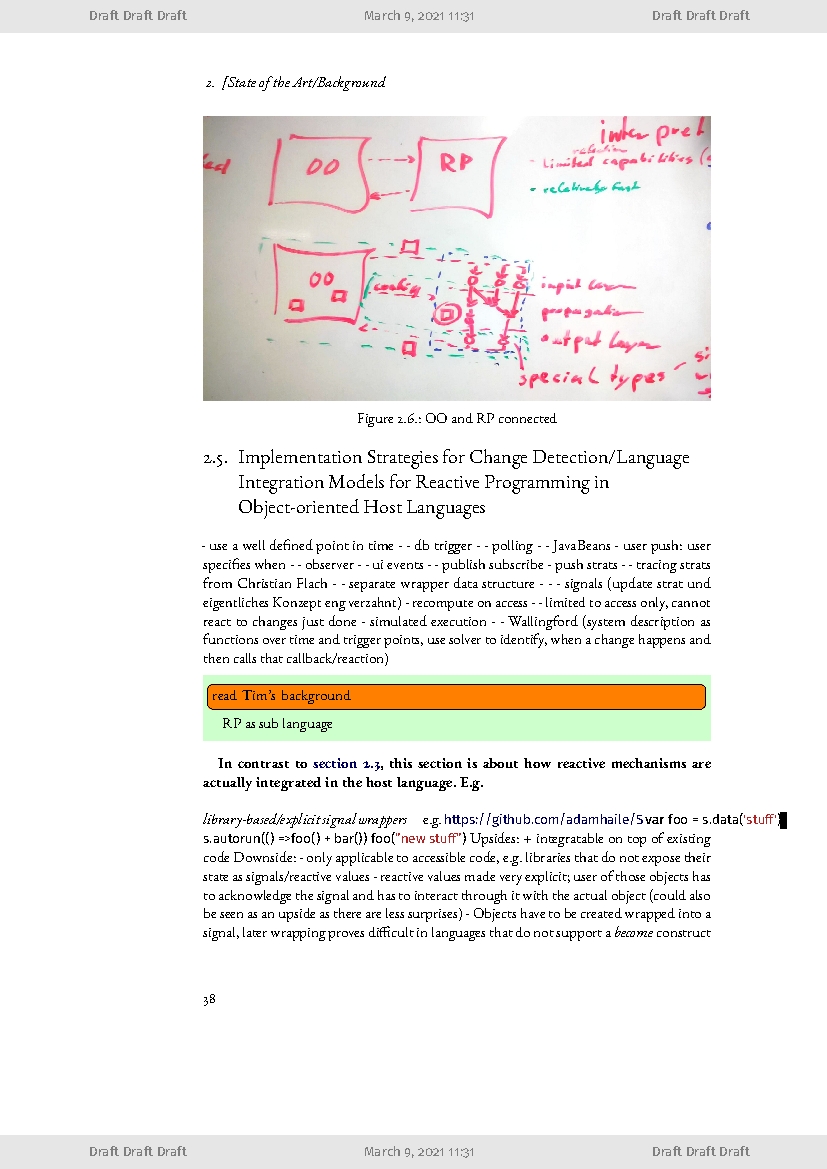 Draft Draft Draft March 9, 2021 11:31 Draft Draft Draft
2. [State of the Art/Background
OO
RP
limited capabilities
relatively fast
OO
config
input layer
propagation
output layer
special types
Figure 2.6.: OO and RP connected
2.5. Implementation Strategies for Change Detection/Language
Integration Models for Reactive Programming in
Object-oriented Host Languages
- use a well defined point in time - - db trigger - - polling - - JavaBeans - user push: user
specifies when - - observer - - ui events - - publish subscribe - push strats - - tracing strats
from Christian Flach - - separate wrapper data structure - - - signals (update strat und
eigentliches Konzept eng verzahnt) - recompute on access - - limited to access only, cannot
react to changes just done - simulated execution - - Wallingford (system description as
functions over time and trigger points, use solver to identify, when a change happens and
then calls that callback/reaction)
read Tim's background
RP as sub language
In contrast to section 2.3, this section is about how reactive mechanisms are
actually integrated in the host language. E.g.
library-based/explicit signal wrappers e.g. https://github.com/adamhaile/S var foo = s.data('stuff')
s.autorun(() =>foo() + bar()) foo("new stuff") Upsides: + integratable on top of existing
code Downside: - only applicable to accessible code, e.g. libraries that do not expose their
state as signals/reactive values - reactive values made very explicit; user of those objects has
to acknowledge the signal and has to interact through it with the actual object (could also
be seen as an upside as there are less surprises) - Objects have to be created wrapped into a
signal, later wrapping proves difficult in languages that do not support a become construct
38
Draft Draft Draft March 9, 2021 11:31 Draft Draft Draft